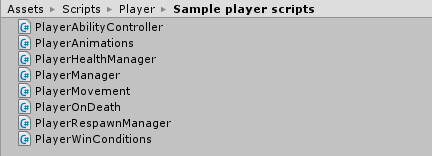 Assets ▸ Scripts ▸ Player ▸ Sample player scripts
PlayerAbilityController
PlayerAnimations
PlayerHealthManager
PlayerManager
PlayerMovement
PlayerOnDeath
PlayerRespawnManager
PlayerWinConditions